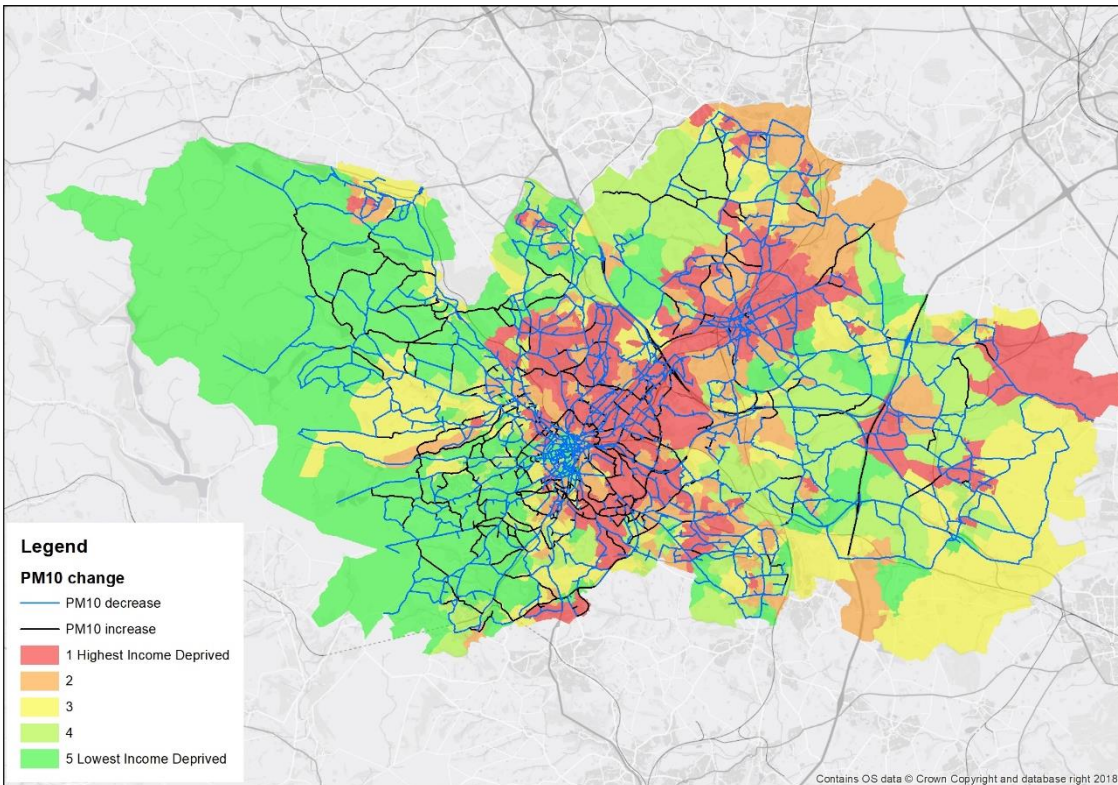 Legend
PM10 change
PM10 decrease
PM10 increase
1 Highest Income Deprived
2
3
4
5 Lowest Income Deprived
Contains OS data © Crown Copyright and database right 2018